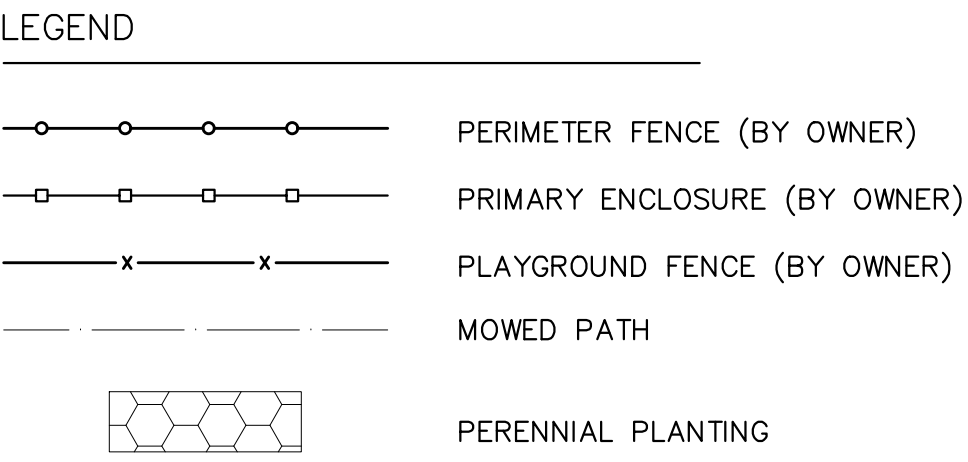 LEGEND
PERIMETER FENCE (BY OWNER)
PRIMARY ENCLOSURE (BY OWNER)
PLAYGROUND FENCE (BY OWNER)
MOWED PATH
PERENNIAL PLANTING